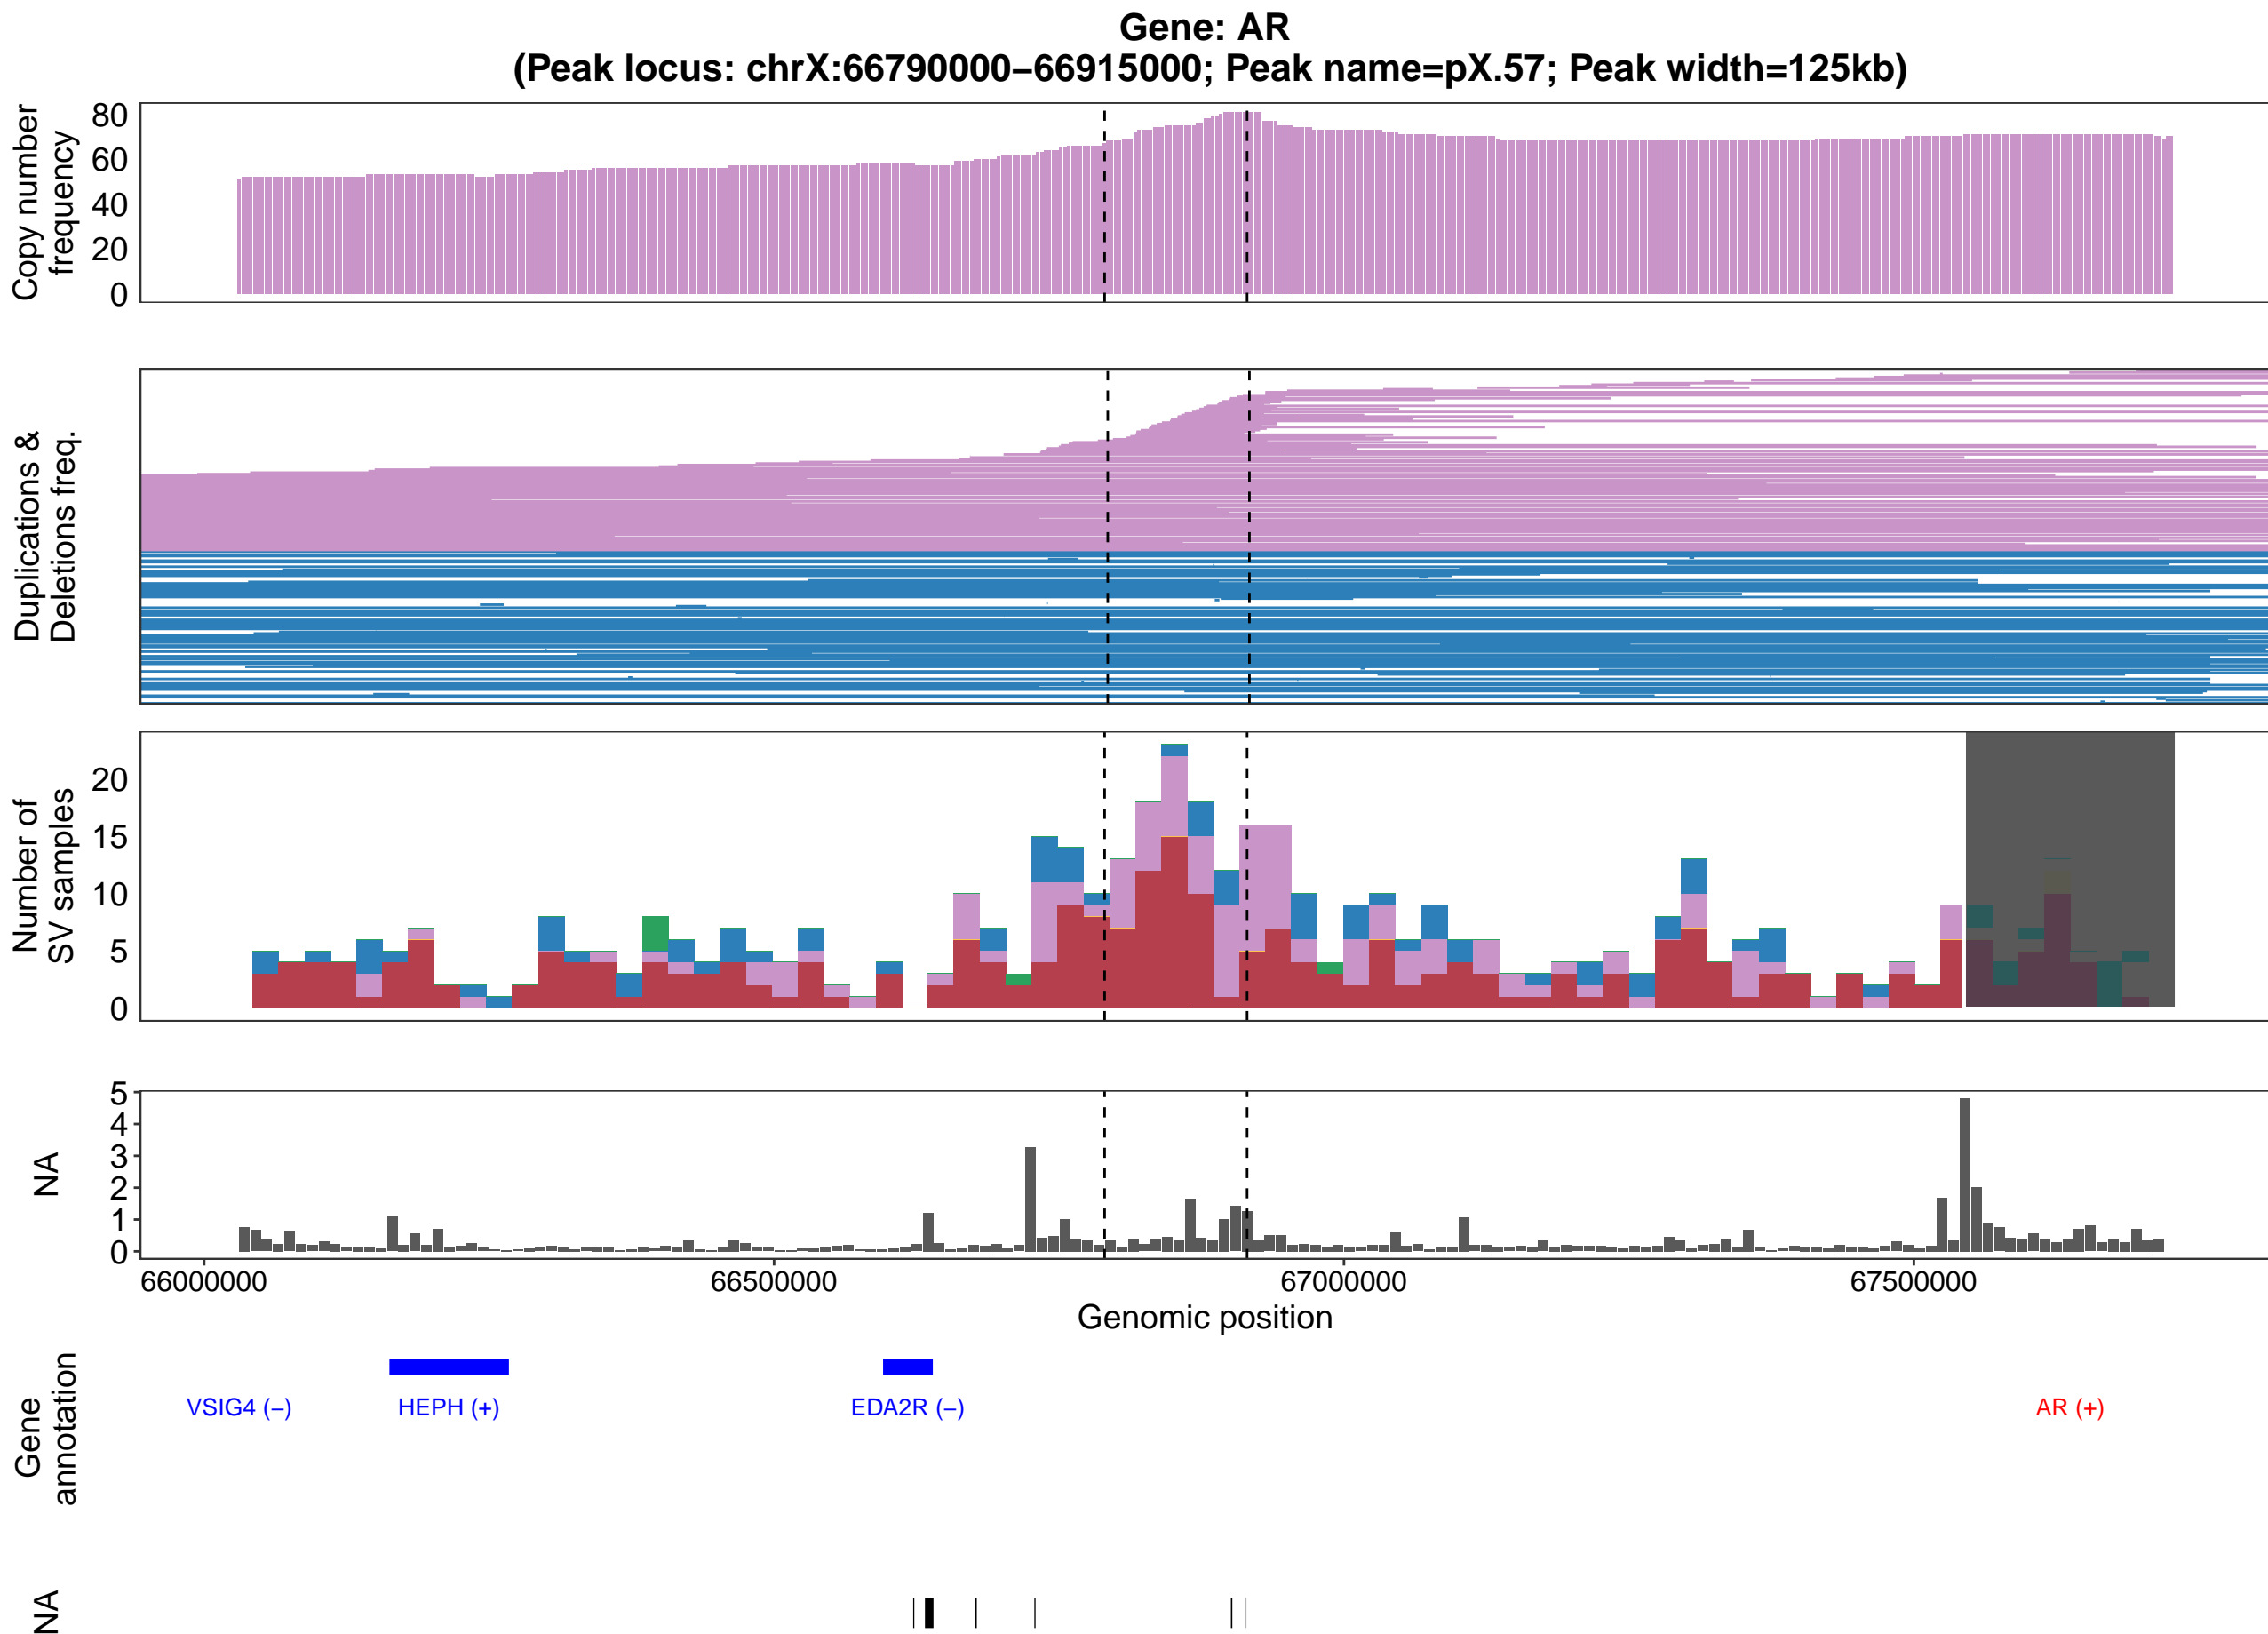 Gene: AR
(Peak locus: chrX:66790000–66915000; Peak name=pX.57; Peak width=125kb)
Copy number
frequency
80
60
40
20
0
Duplications &
Deletions freq.
Number of
SV samples
20
15
10
5
0
NA
5
4
3
2
1
0
66000000 66500000 67000000 67500000
Genomic position
Gene
annotation
VSIG4 (–) HEPH (+) EDA2R (–) AR (+)
NA